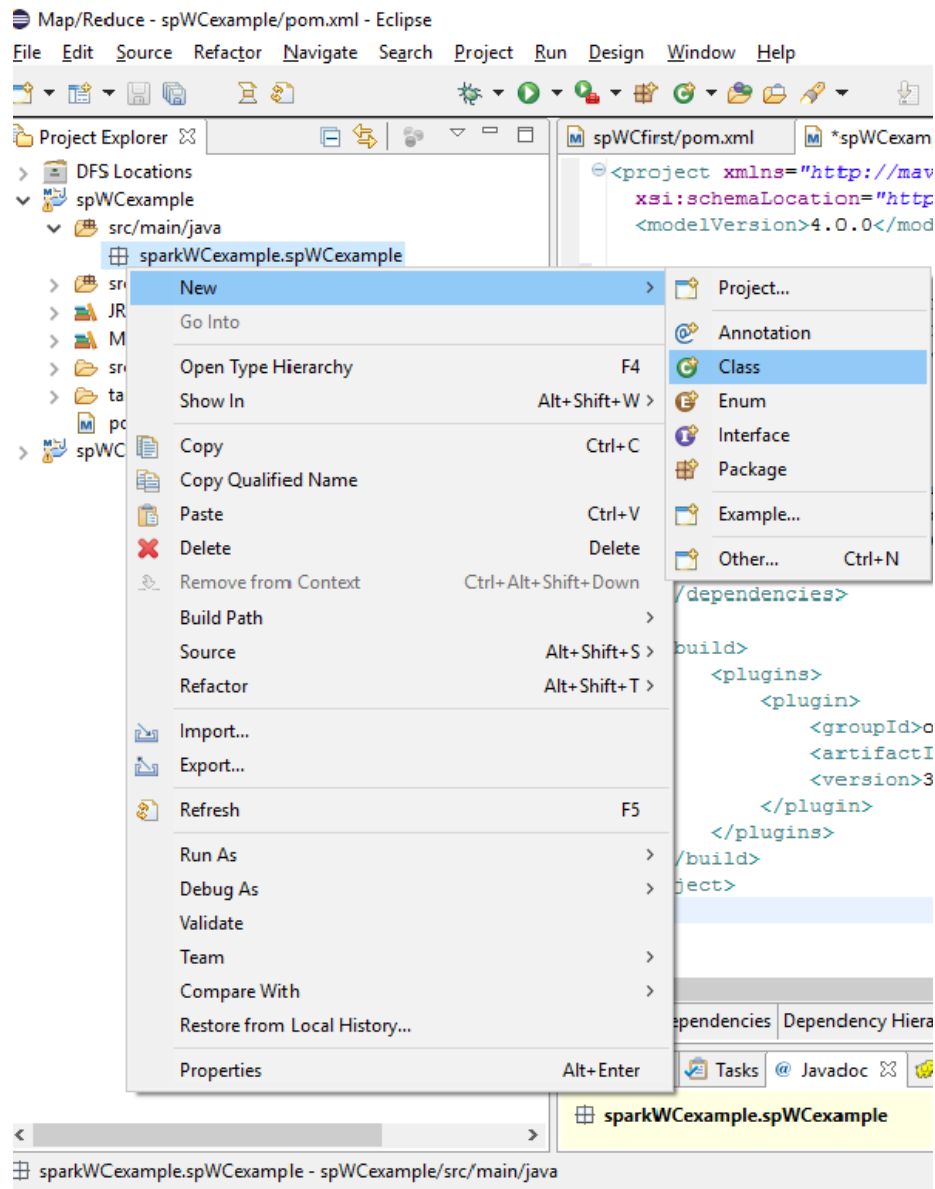 Map/Reduce - spWCexample/pom.xml - Eclipse
File Edit Source Refactor Navigate Search Project Run Design Window Help
Project Explorer
spWCfirst/pom.xml
*spWCexam
DFS Locations
spWCexample
src/main/java
sparkWCexample.spWCexample
sr
JR
M
sr
ta
po
spWC
<project xmlns="http://mav
xsi:schemaLocation="http
<modelVersion>4.0.0</mod
New
Go Into
Open Type Hierarchy F4
Show In Alt+Shift+W >
Copy Ctrl+C
Copy Qualified Name
Paste Ctrl+V
Delete Delete
Remove from Context Ctrl+Alt+Shift+Down
Build Path
Source Alt+Shift+S >
Refactor Alt+Shift+T >
Import...
Export...
Refresh F5
Run As
Debug As
Validate
Team
Compare With
Restore from Local History...
Properties Alt+Enter
Project...
Annotation
Class
Enum
Interface
Package
Example...
Other... Ctrl+N
/dependencies>
build>
<plugins>
<plugin>
<groupId>o
<artifactI
<version>3
</plugin>
</plugins>
/build>
ject>
ependencies Dependency Hiera
Tasks @ Javadoc
sparkWCexample.spWCexample
sparkWCexample.spWCexample - spWCexample/src/main/java